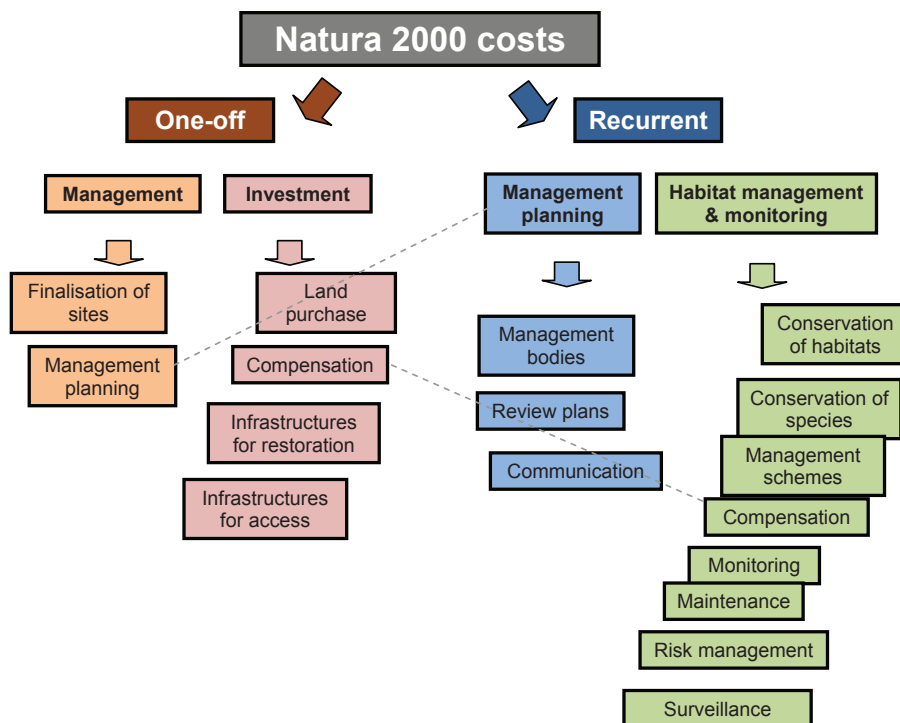 Natura 2000 costs
One-off
Recurrent
Management
Investment
Management
planning
Habitat management
& monitoring
Finalisation of
sites
Management
planning
Land
purchase
Compensation
Infrastructures
for restoration
Infrastructures
for access
Management
bodies
Review plans
Communication
Conservation
of habitats
Conservation of
species
Management
schemes
Compensation
Monitoring
Maintenance
Risk management
Surveillance